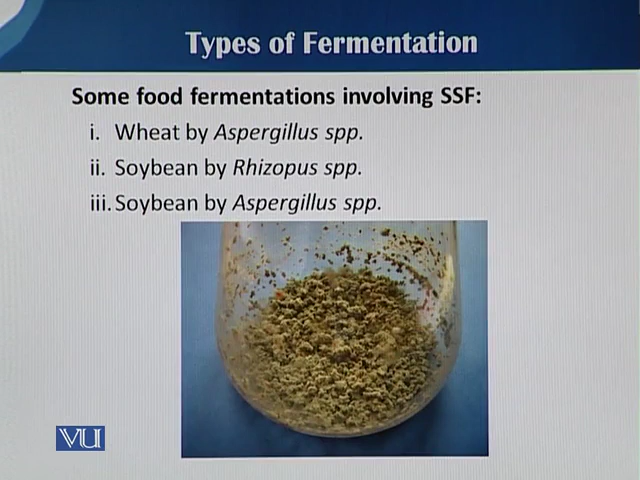 Types of Fermentation
Some food fermentations involving SSF:
i. Wheat by Aspergillus spp.
ii. Soybean by Rhizopus spp.
iii. Soybean by Aspergillus spp.
VU